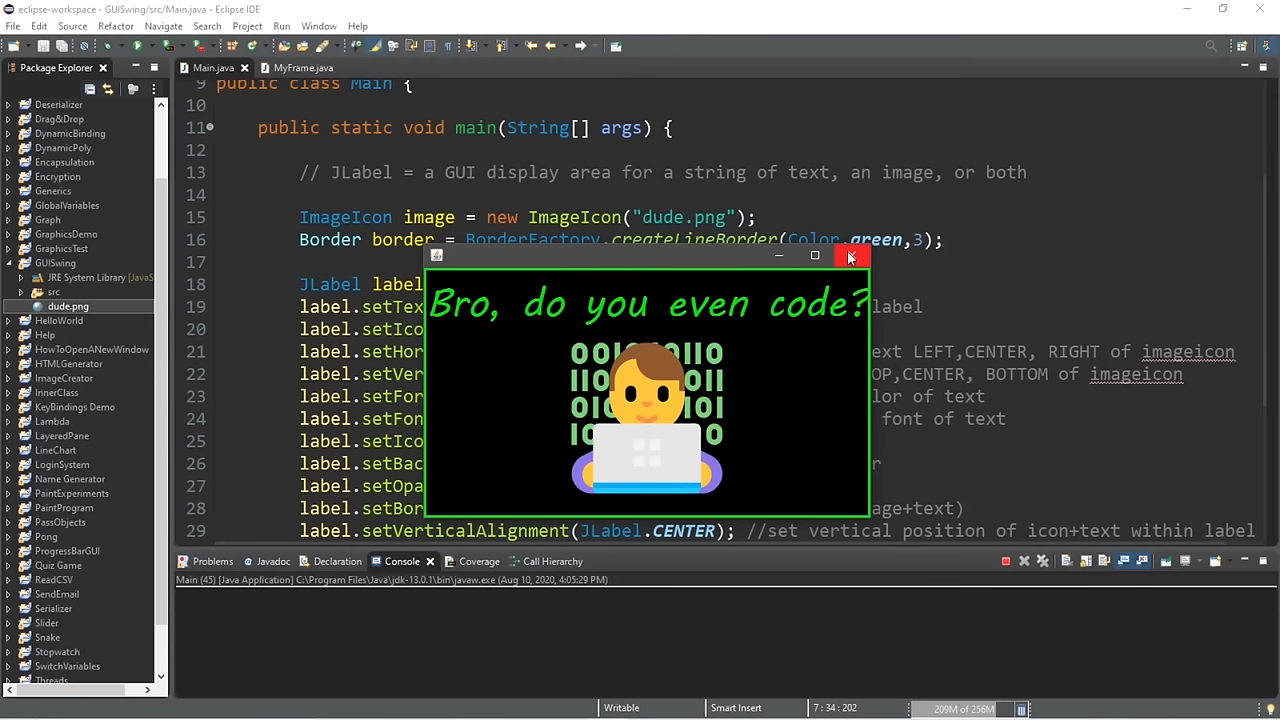 eclipse-workspace - GUISwing/src/Main.java - Eclipse IDE
File Edit Source Refactor Navigate Search Project Run Window Help
Package Explorer
Main.java
MyFrame.java
Deserializer
Drag&Drop
DynamicBinding
DynamicPoly
Encapsulation
Encryption
Generics
GlobalVariables
Graph
GraphicsDemo
GraphicsTest
GUISwing
JRE System Library [JavaS
src
dude.png
HelloWorld
Help
HowToOpenANewWindow
HTMLGenerator
ImageCreator
InnerClass
KeyBindings Demo
Lambda
LayeredPane
LineChart
LoginSystem
Name Generator
PaintExperiments
PaintProgram
PassObjects
Pong
ProgressBarGUI
Quiz Game
ReadCSV
SendEmail
Serializer
Slider
Snake
Stopwatch
SwitchVariables
Threads
9 public class Main {
10
11 public static void main(String[] args) {
12
13 // JLabel = a GUI display area for a string of text, an image, or both
14
15 ImageIcon image = new ImageIcon("dude.png");
16 Border border = BorderFactory.createLineBorder(Color.green,3);
17
18 JLabel label
19 label.setTex label
20 label.setIco
21 label.setHor ext LEFT,CENTER, RIGHT of imageicon
22 label.setVer OP,CENTER, BOTTOM of imageicon
23 label.setFor lor of text
24 label.setFon font of text
25 label.setIco
26 label.setBac r
27 label.setOpa
28 label.setBor age+text)
29 label.setVerticalAlignment(JLabel.CENTER); //set vertical position of icon+text within label
Bro, do you even code?
Problems Javadoc Declaration Console Coverage Call Hierarchy
Main (45) [Java Application] C:\Program Files\Java\jdk-13.0.1\bin\javaw.exe (Aug 10, 2020, 4:05:29 PM)
Writable Smart Insert 7 : 34 : 202 209M of 256M